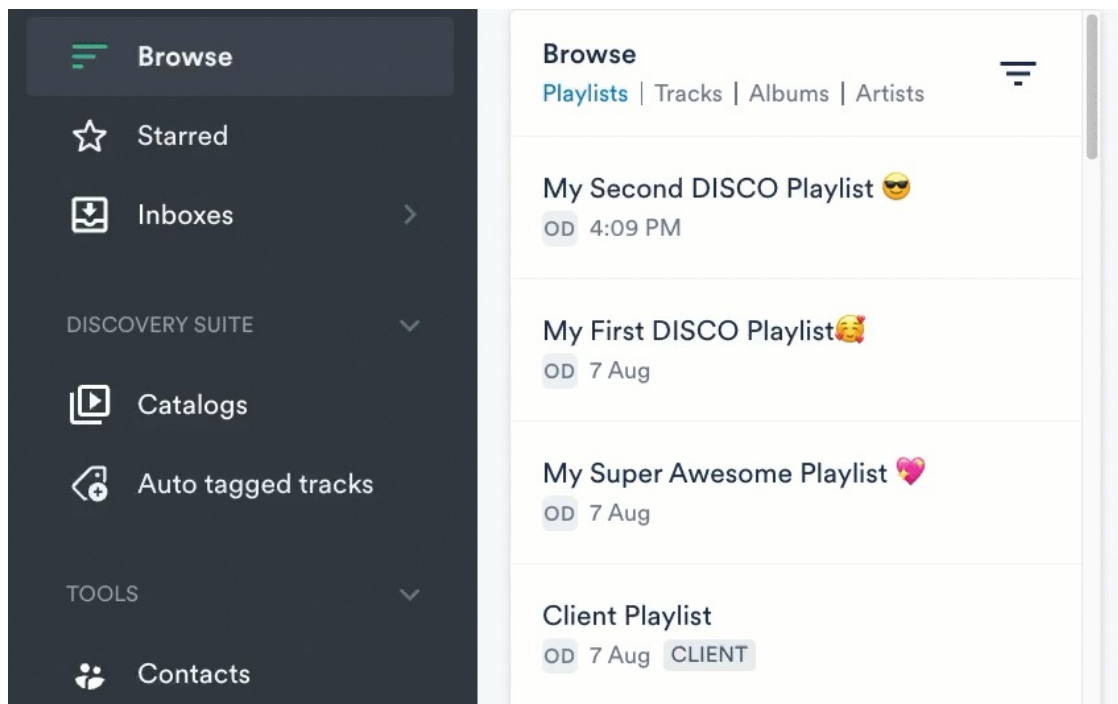 Browse
Starred
Inboxes
DISCOVERY SUITE
Catalogs
Auto tagged tracks
TOOLS
Contacts
Browse
Playlists | Tracks | Albums | Artists
My Second DISCO Playlist 😎
OD 4:09 PM
My First DISCO Playlist🥰
OD 7 Aug
My Super Awesome Playlist 💖
OD 7 Aug
Client Playlist
OD 7 Aug CLIENT